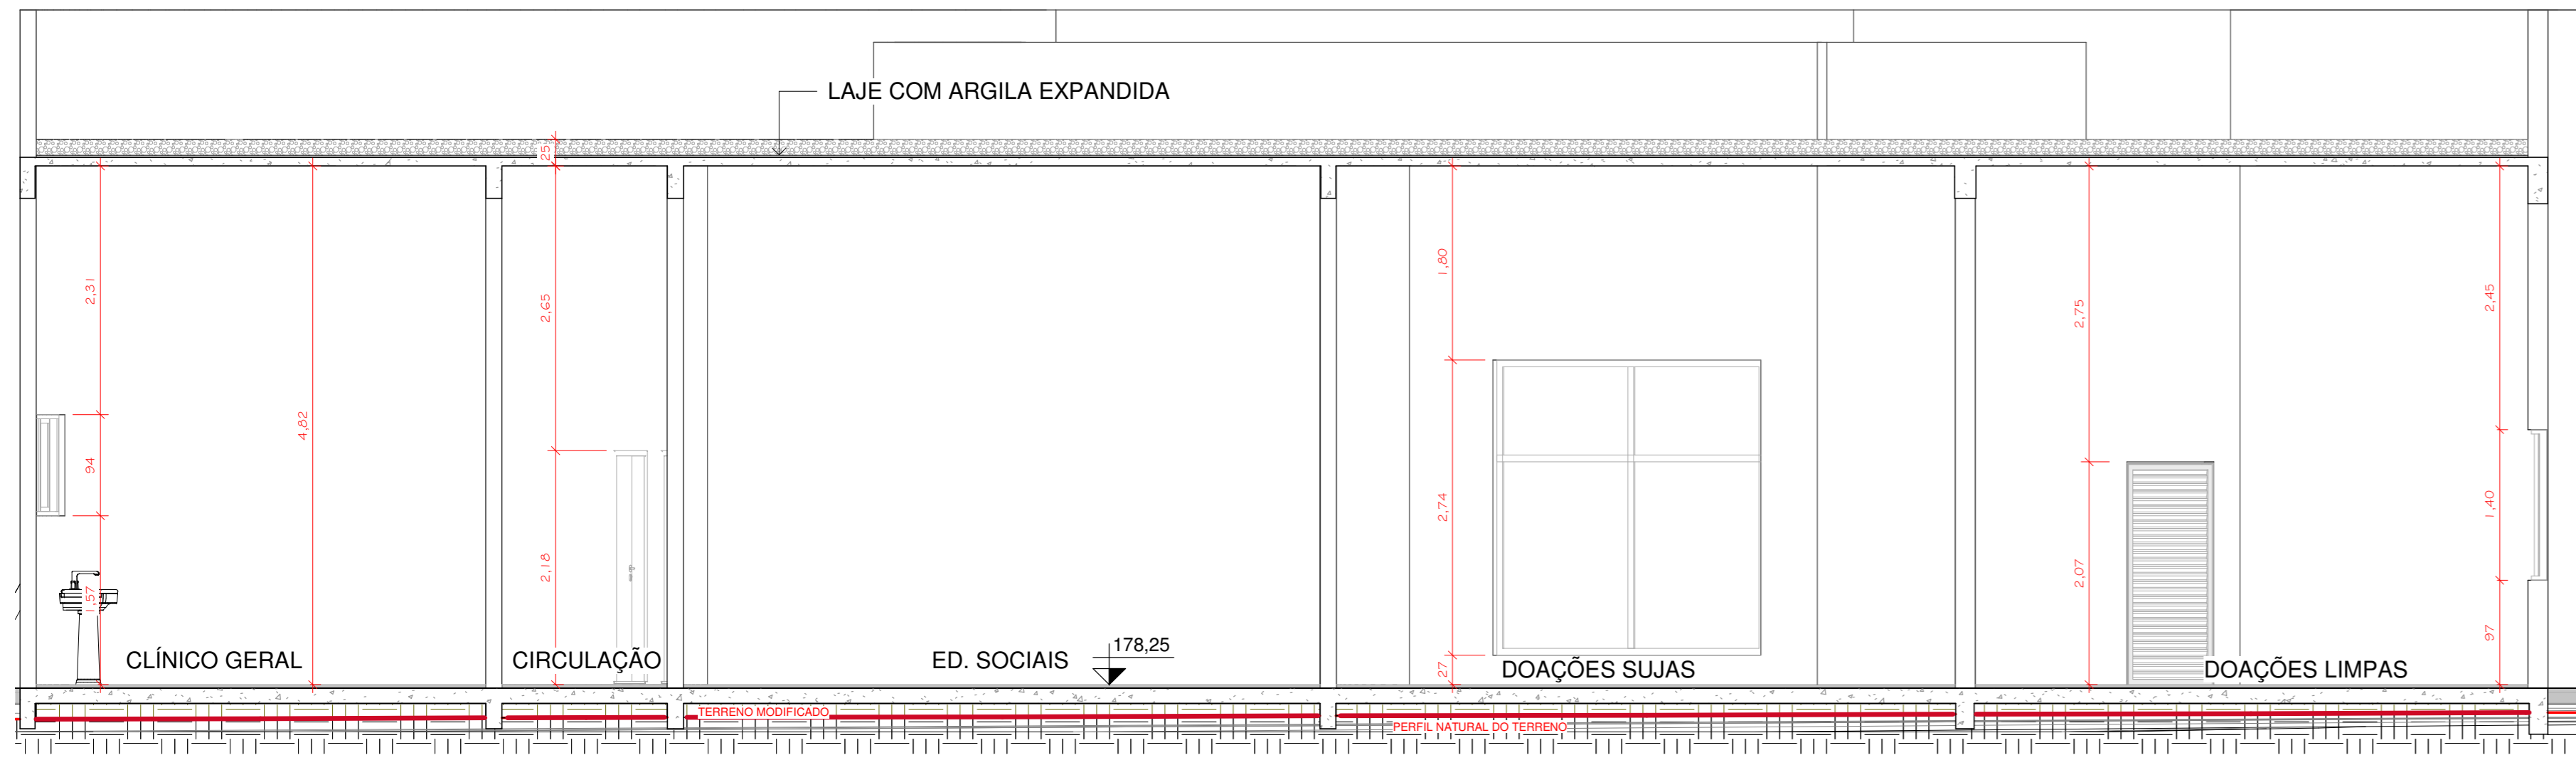 LAJE COM ARGILA EXPANDIDA
25
2,31
4,82
2,65
1,80
2,75
2,45
94
2,18
2,74
2,07
1,40
1,57
27
97
CLÍNICO GERAL
CIRCULAÇÃO
ED. SOCIAIS
178,25
DOAÇÕES SUJAS
DOAÇÕES LIMPAS
TERRENO MODIFICADO
PERFIL NATURAL DO TERRENO